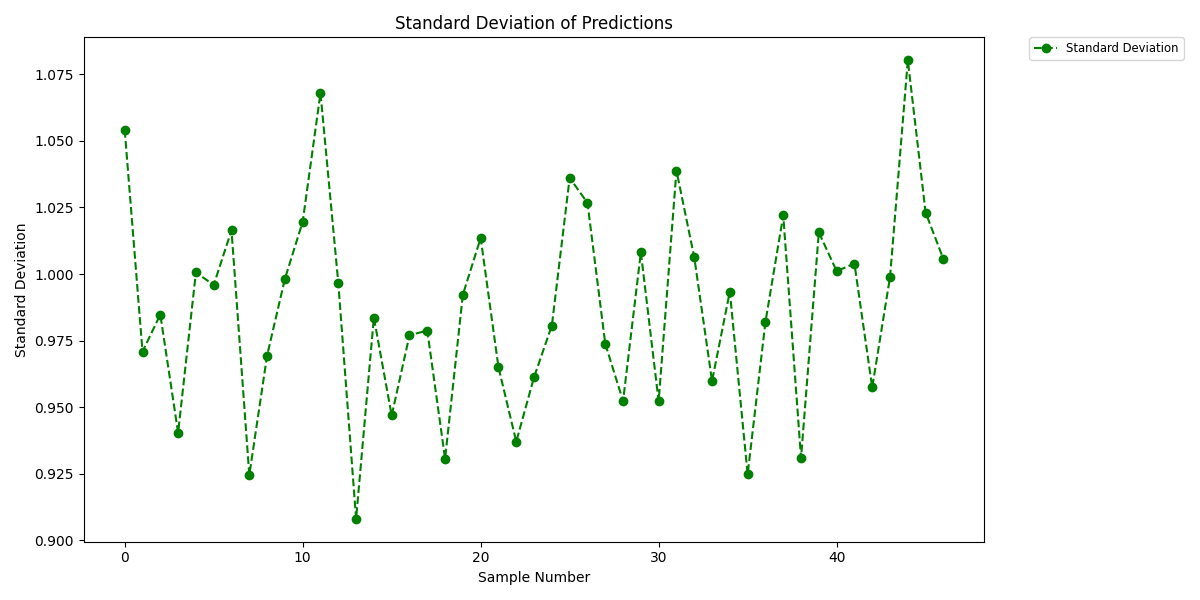 Standard Deviation of Predictions
Standard Deviation
1.075
1.050
1.025
1.000
0.975
0.950
0.925
0.900
Standard Deviation
0 10 20 30 40
Sample Number